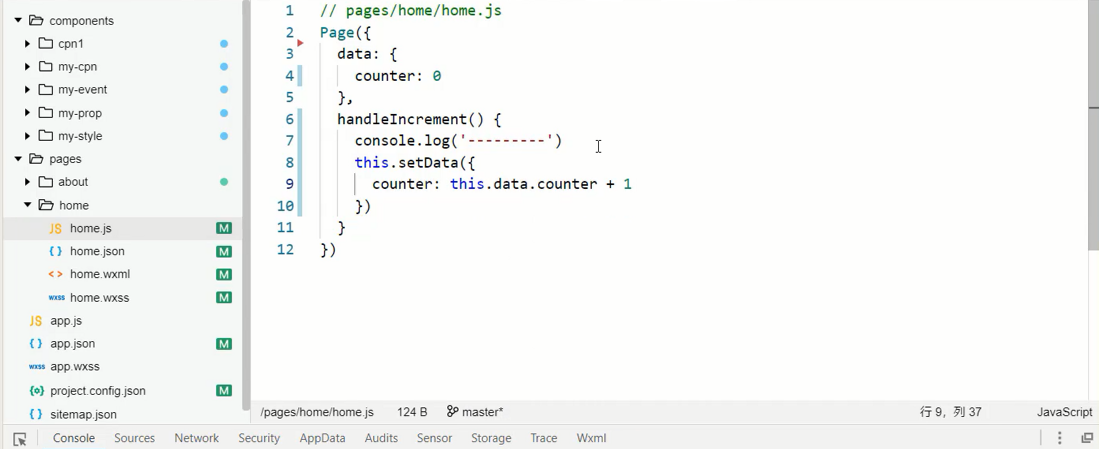 components
cpn1
my-cpn
my-event
my-prop
my-style
pages
about
home
JS home.js M
{ } home.json M
<> home.wxml M
wxss home.wxss M
JS app.js
{ } app.json M
wxss app.wxss
{o} project.config.json M
{ } sitemap.json
1 // pages/home/home.js
2 Page({
3 data: {
4 counter: 0
5 },
6 handleIncrement() {
7 console.log('---------')
8 this.setData({
9 counter: this.data.counter + 1
10 })
11 }
12 })
/pages/home/home.js 124 B master* 行 9，列 37 JavaScript
Console Sources Network Security AppData Audits Sensor Storage Trace Wxml